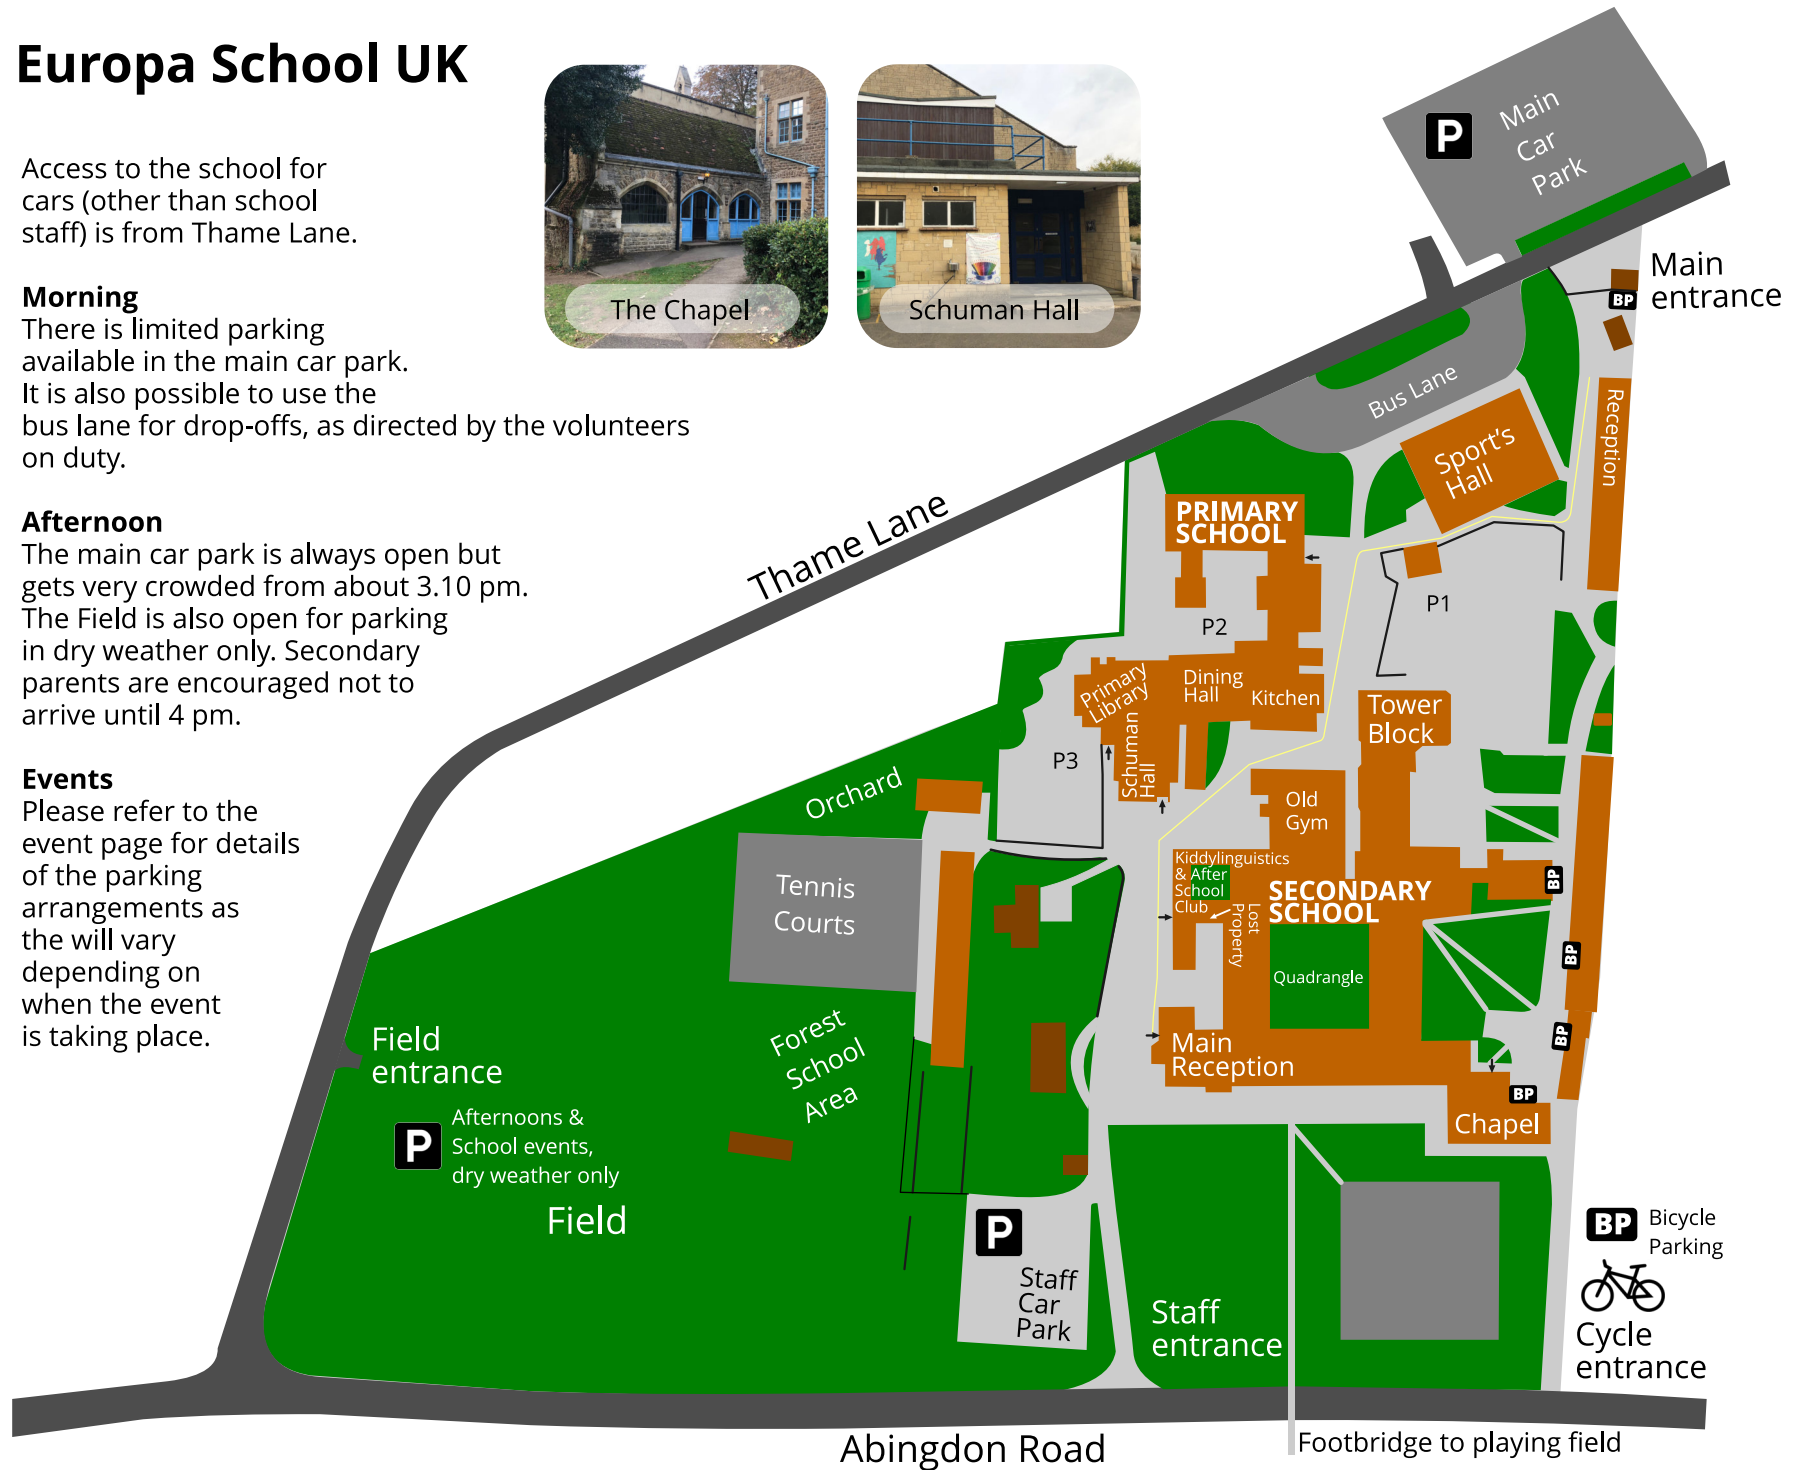 Europa School UK
Access to the school for
cars (other than school
staff) is from Thame Lane.
Morning
There is limited parking
available in the main car park.
It is also possible to use the
bus lane for drop-offs, as directed by the volunteers
on duty.
Afternoon
The main car park is always open but
gets very crowded from about 3.10 pm.
The Field is also open for parking
in dry weather only. Secondary
parents are encouraged not to
arrive until 4 pm.
Events
Please refer to the
event page for details
of the parking
arrangements as
the will vary
depending on
when the event
is taking place.
The Chapel
Schuman Hall
P
Main
Car
Park
Main
entrance
BP
Bus Lane
Reception
Sport's
Hall
Thame Lane
PRIMARY
SCHOOL
P1
P2
Primary
Library
Dining
Hall
Kitchen
Schuman
Hall
Tower
Block
P3
Orchard
Old
Gym
Tennis
Courts
Kiddylinguistics
& After
School
Club
Lost
Property
SECONDARY
SCHOOL
BP
BP
Quadrangle
Forest
School
Area
Main
Reception
BP
BP
Chapel
Field
entrance
P
Afternoons &
School events,
dry weather only
Field
P
Staff
Car
Park
Staff
entrance
BP
Bicycle
Parking
Cycle
entrance
Abingdon Road
Footbridge to playing field